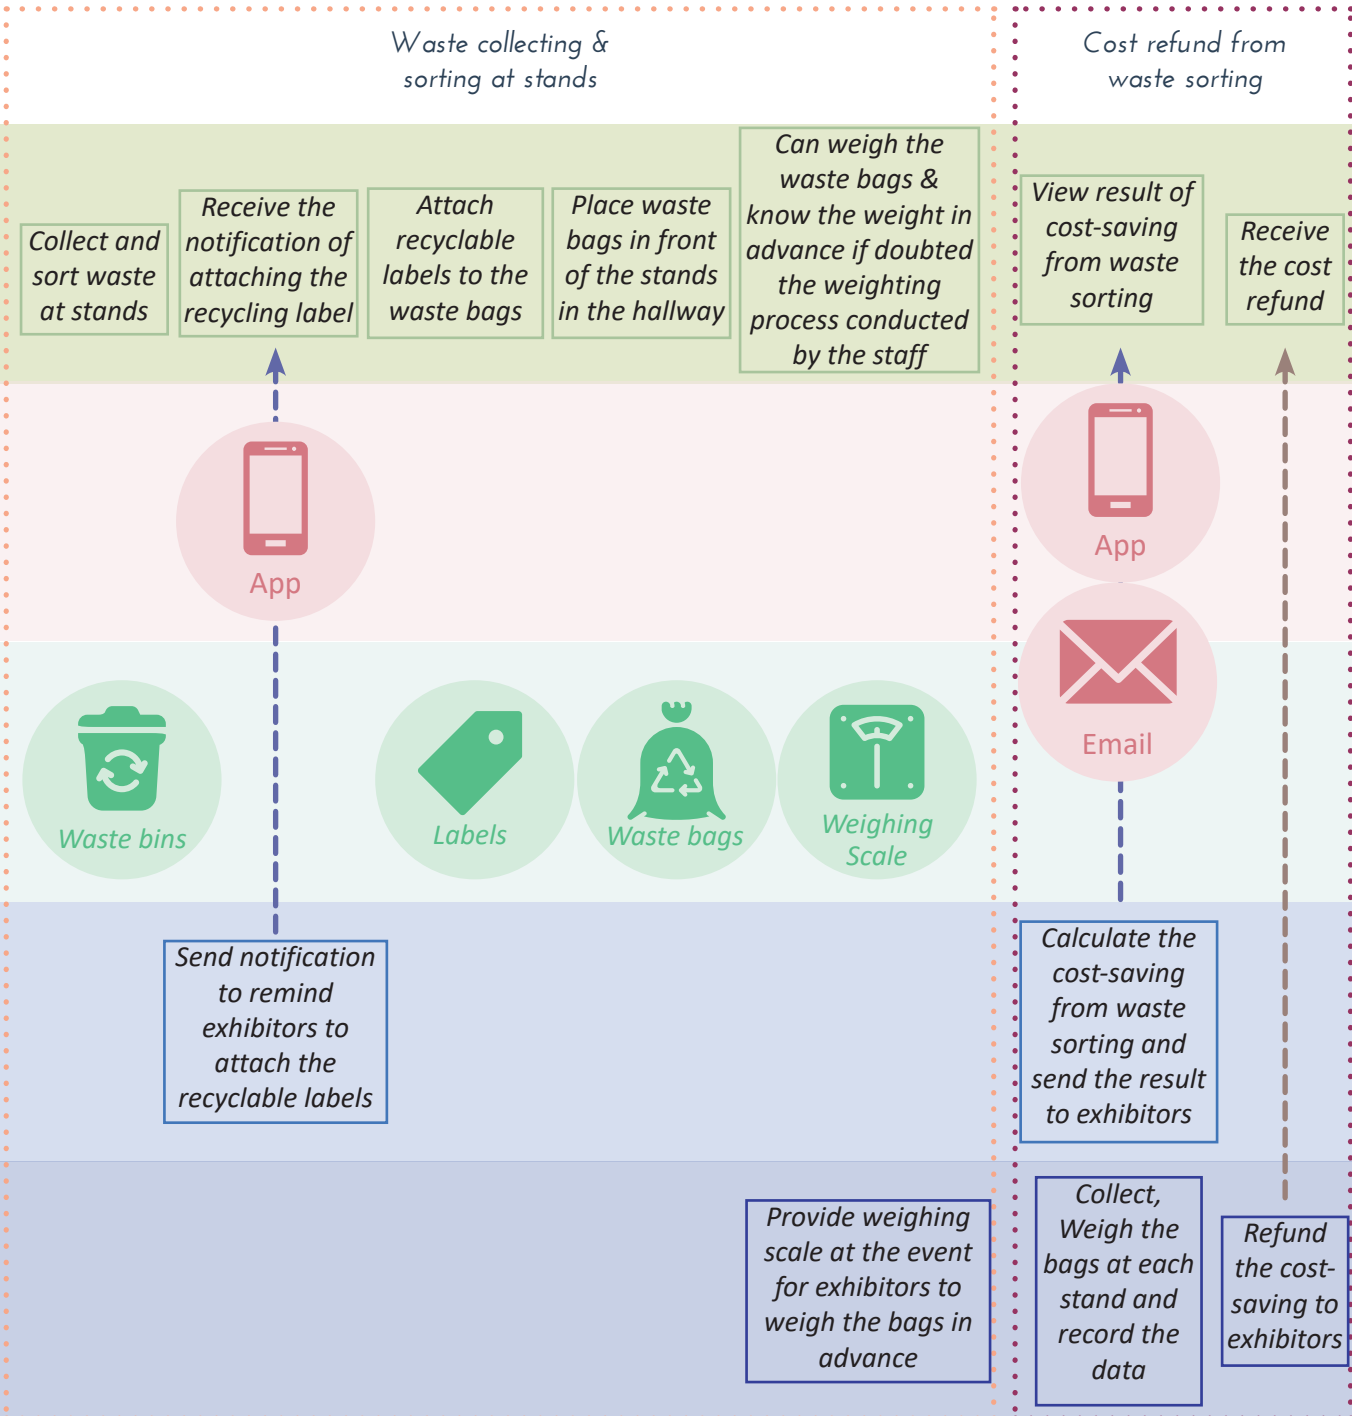 Waste collecting &
sorting at stands
Cost refund from
waste sorting
Collect and
sort waste
at stands
Receive the
notification of
attaching the
recycling label
Attach
recyclable
labels to the
waste bags
Place waste
bags in front
of the stands
in the hallway
Can weigh the
waste bags &
know the weight in
advance if doubted
the weighting
process conducted
by the staff
View result of
cost-saving
from waste
sorting
Receive
the cost
refund
App
App
Email
Waste bins
Labels
Waste bags
Weighing
Scale
Send notification
to remind
exhibitors to
attach the
recyclable labels
Calculate the
cost-saving
from waste
sorting and
send the result
to exhibitors
Provide weighing
scale at the event
for exhibitors to
weigh the bags in
advance
Collect,
Weigh the
bags at each
stand and
record the
data
Refund
the cost-
saving to
exhibitors